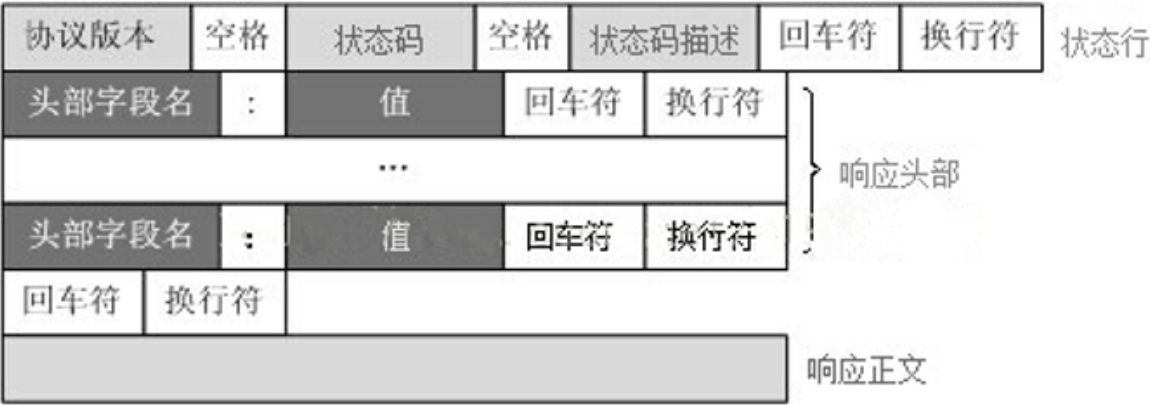 协议版本 空格 状态码 空格 状态码描述 回车符 换行符 状态行
头部字段名 : 值 回车符 换行符
...
响应头部
头部字段名 : 值 回车符 换行符
回车符 换行符
响应正文